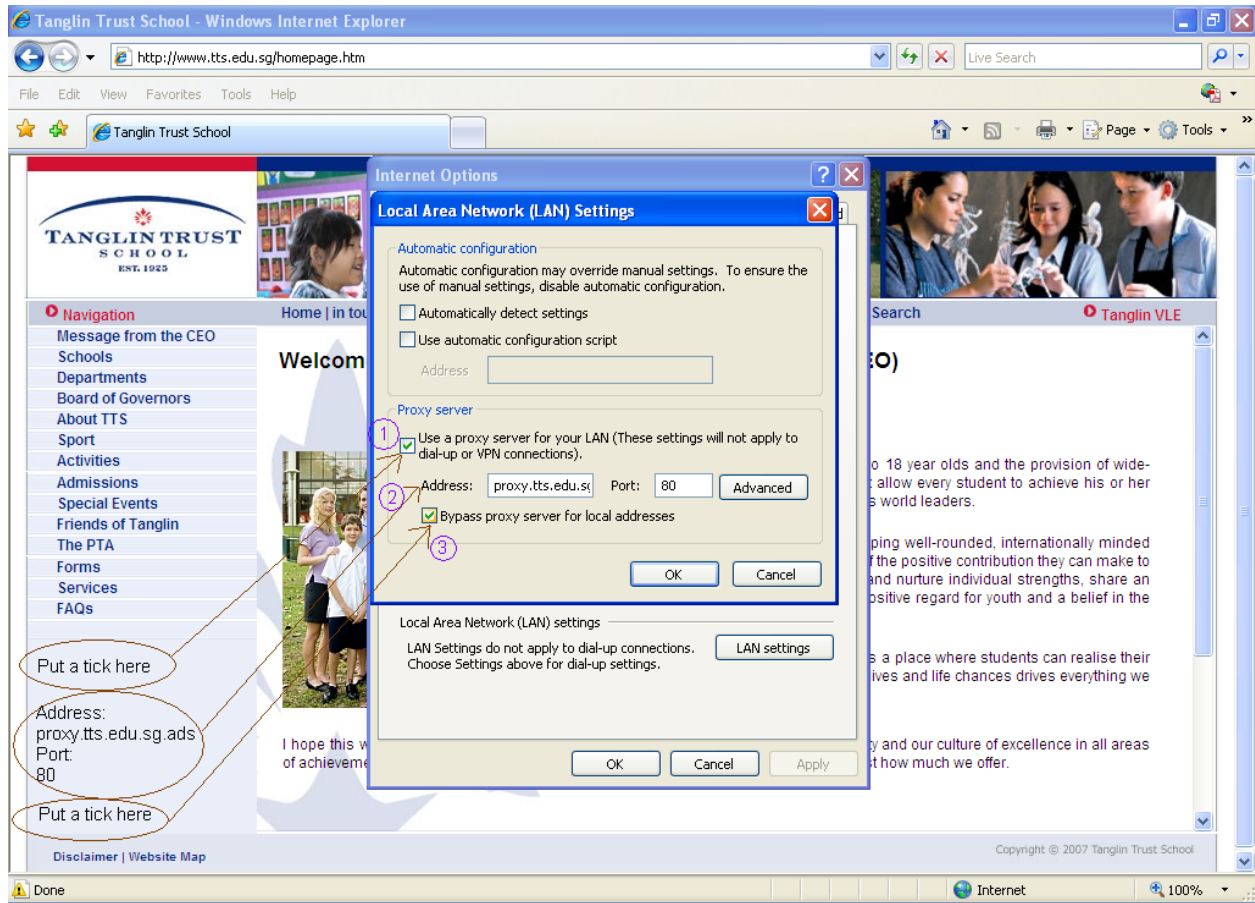 Tanglin Trust School - Windows Internet Explorer
http://www.tts.edu.sg/homepage.htm
Live Search
File Edit View Favorites Tools Help
Tanglin Trust School
Page
Tools
TANGLIN TRUST
SCHOOL
EST. 1925
Navigation
Message from the CEO
Schools
Departments
Board of Governors
About TTS
Sport
Activities
Admissions
Special Events
Friends of Tanglin
The PTA
Forms
Services
FAQs
Put a tick here
Address:
proxy.tts.edu.sg.ads
Port:
80
Put a tick here
Disclaimer | Website Map
Home | in tou
Search
Tanglin VLE
Welcom
EO)
o 18 year olds and the provision of wide-
allow every student to achieve his or her
s world leaders.
ping well-rounded, internationally minded
f the positive contribution they can make to
and nurture individual strengths, share an
ositive regard for youth and a belief in the
s a place where students can realise their
ives and life chances drives everything we
I hope this w
y and our culture of excellence in all areas
of achieveme
st how much we offer.
Copyright © 2007 Tanglin Trust School
Internet Options
Local Area Network (LAN) Settings
Automatic configuration
Automatic configuration may override manual settings. To ensure the
use of manual settings, disable automatic configuration.
Automatically detect settings
Use automatic configuration script
Address
Proxy server
1
Use a proxy server for your LAN (These settings will not apply to
dial-up or VPN connections).
2
Address: proxy.tts.edu.sg Port: 80 Advanced
Bypass proxy server for local addresses
3
OK Cancel
Local Area Network (LAN) settings
LAN Settings do not apply to dial-up connections.
Choose Settings above for dial-up settings.
LAN settings
OK Cancel Apply
Done
Internet
100%